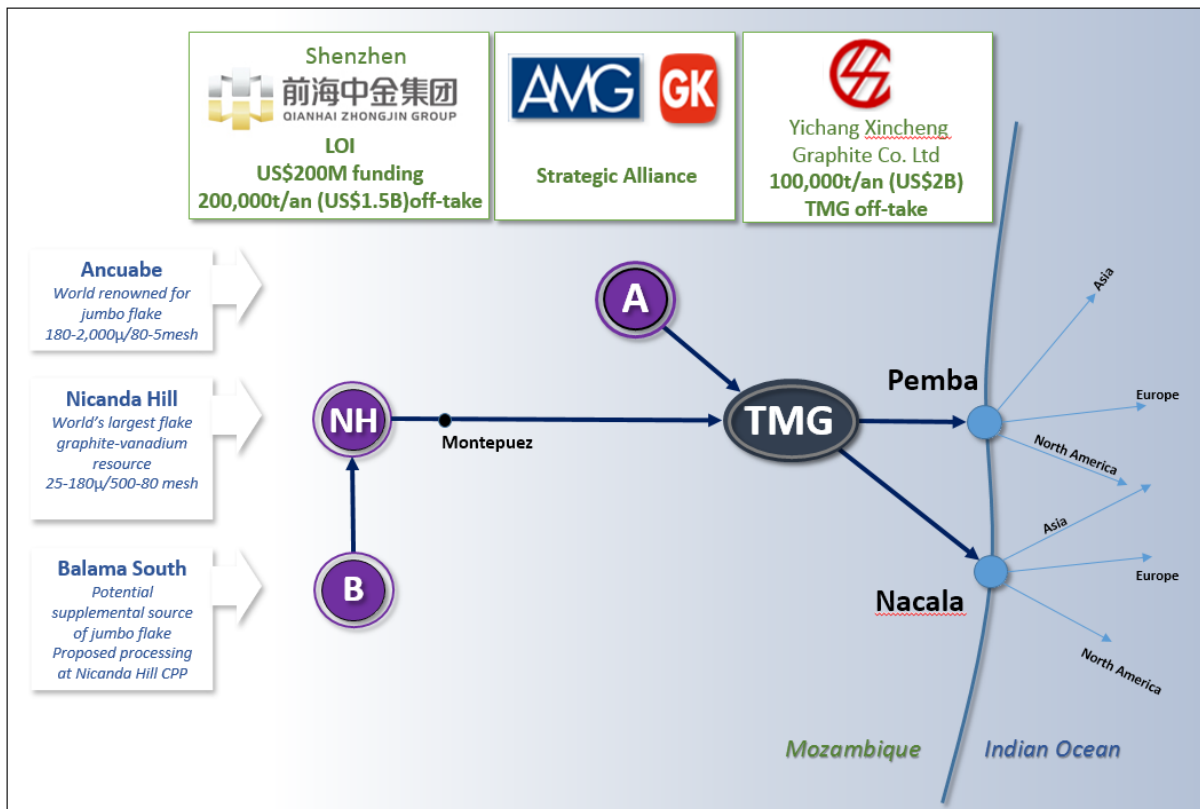 Shenzhen
前海中金集团
QIANHAI ZHONGJIN GROUP
LOI
US$200M funding
200,000t/an (US$1.5B)off-take
AMG
GK
Strategic Alliance
Yichang Xincheng
Graphite Co. Ltd
100,000t/an (US$2B)
TMG off-take
Ancuabe
World renowned for
jumbo flake
180-2,000µ/80-5mesh
Nicanda Hill
World's largest flake
graphite-vanadium
resource
25-180µ/500-80 mesh
Balama South
Potential
supplemental source
of jumbo flake
Proposed processing
at Nicanda Hill CPP
A
NH
Montepuez
B
TMG
Pemba
Nacala
Asia
Europe
North America
Asia
Europe
North America
Mozambique
Indian Ocean